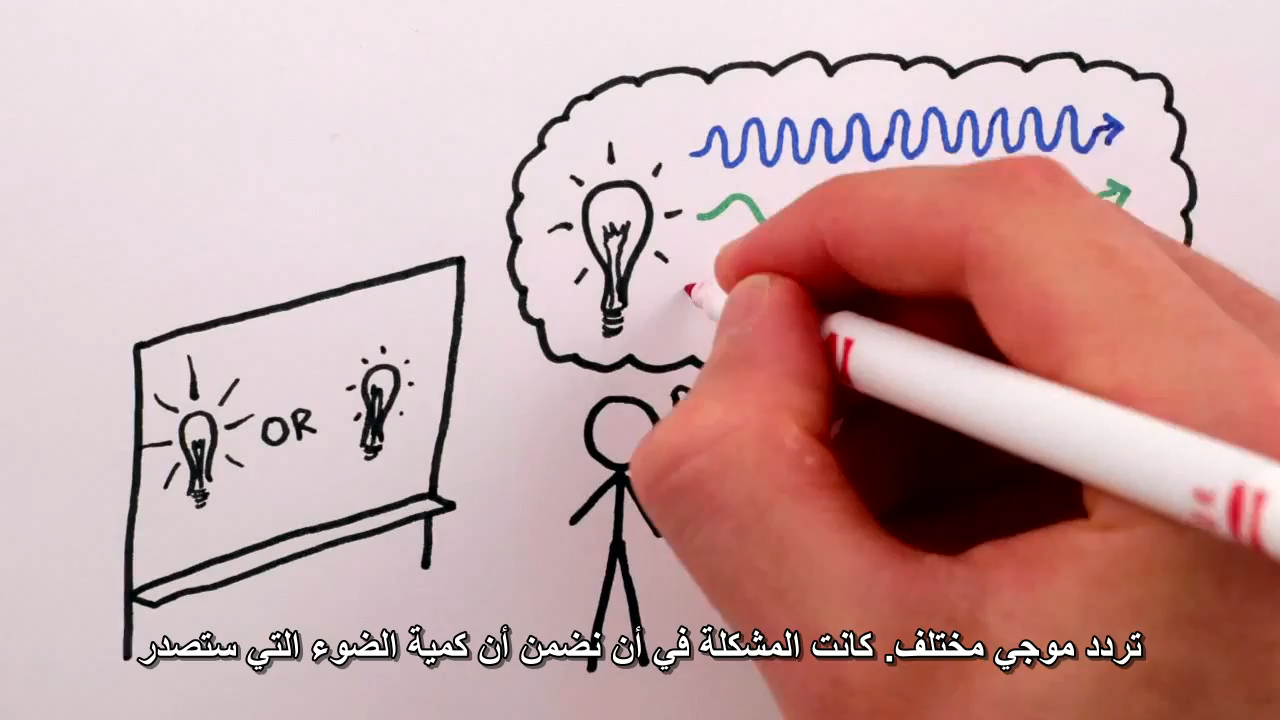 OR
تردد موجي مختلف. كانت المشكلة في أن نضمن أن كمية الضوء التي ستصدر